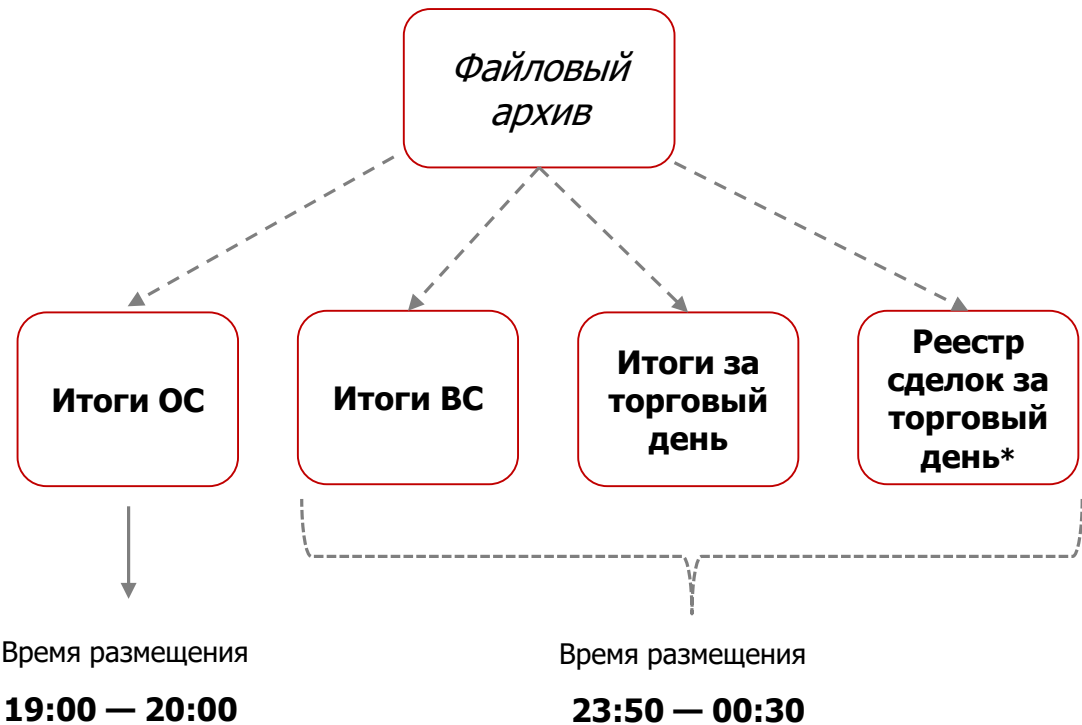 Файловый
архив
Итоги ОС
Итоги ВС
Итоги за
торговый
день
Реестр
сделок за
торговый
день*
Время размещения
19:00 — 20:00
Время размещения
23:50 — 00:30